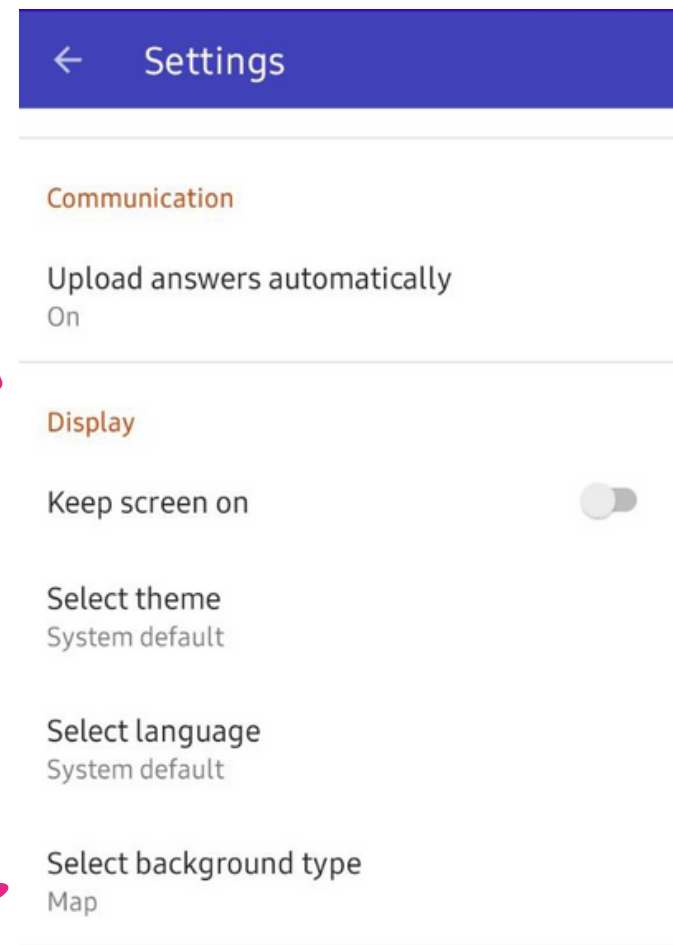 Settings
Communication
Upload answers automatically
On
Display
Keep screen on
Select theme
System default
Select language
System default
Select background type
Map